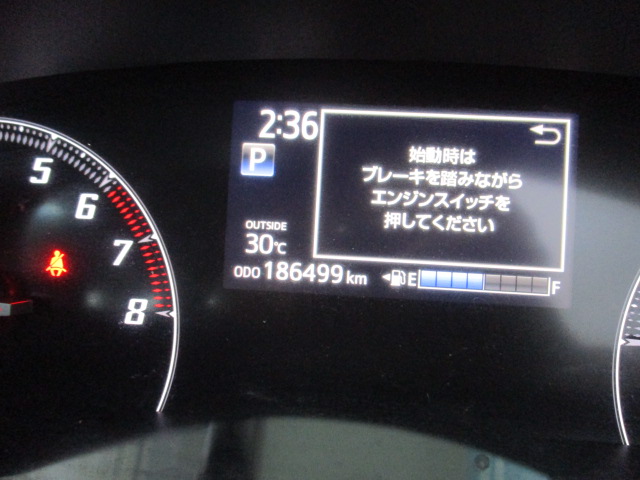 2:36
P
始動時は
ブレーキを踏みながら
エンジンスイッチを
押してください
OUTSIDE
30℃
ODO 186499 km
E F
5
6
7
8